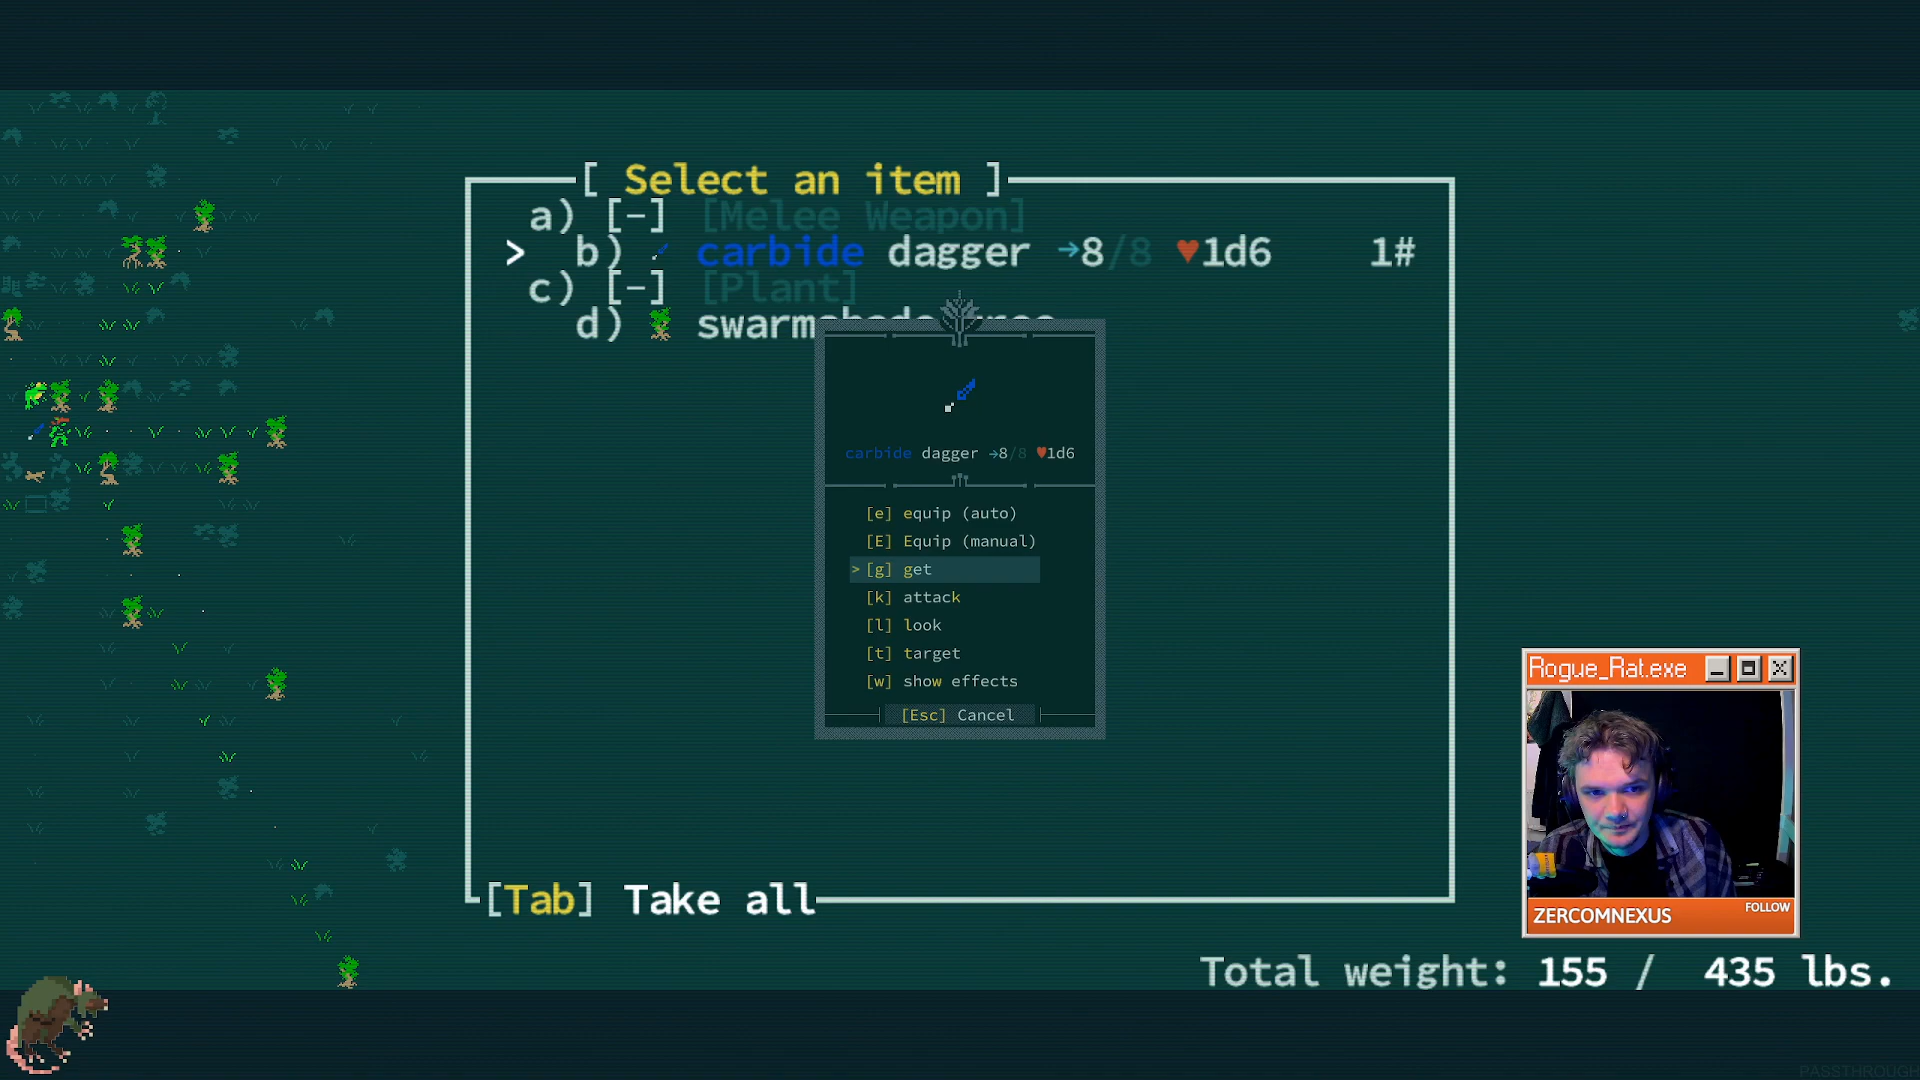 [ Select an item ]
a) [-] [Melee Weapon]
> b) carbide dagger →8/8 ♥1d6 1#
c) [-] [Plant]
d)
carbide dagger →8/8 ♥1d6
[e] equip (auto)
[E] Equip (manual)
> [g] get
[k] attack
[l] look
[t] target
[w] show effects
[Esc] Cancel
[Tab] Take all
Total weight: 155 / 435 lbs.
Rogue_Rat.exe
ZERCOMNEXUS
FOLLOW
PASSTHROUGH